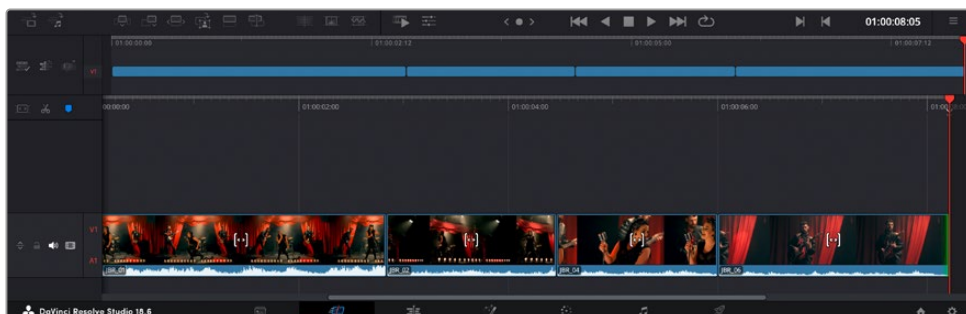 01:00:08:05
01:00:00:00 01:00:02:12 01:00:05:00 01:00:07:12
V1
00:00:00 01:00:02:00 01:00:04:00 01:00:06:00 01:00
V1
A1
JBR_01 JBR_02 JBR_04 JBR_06
DaVinci Resolve Studio 18.6